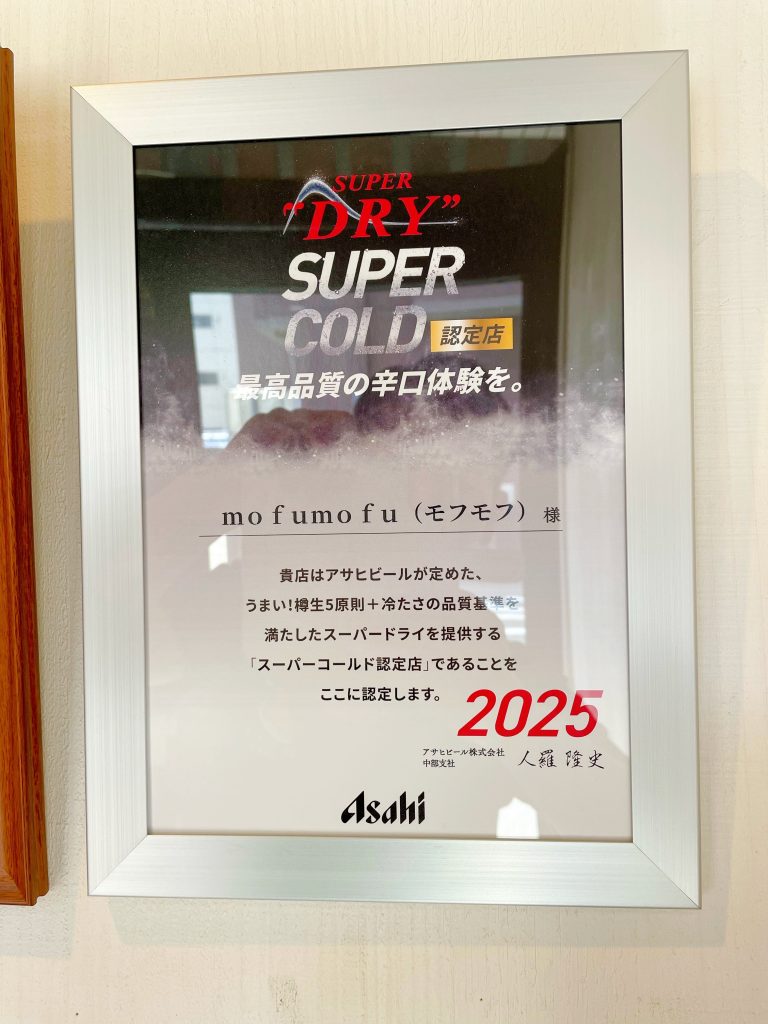 SUPER
"DRY"
SUPER
COLD 認定店
最高品質の辛口体験を。
mofumofu（モフモフ）様
貴店はアサヒビールが定めた、
うまい！樽生5原則＋冷たさの品質基準を
満たしたスーパードライを提供する
「スーパーコールド認定店」であることを
ここに認定します。
2025
アサヒビール株式会社
中部支社 人羅 隆史
Asahi